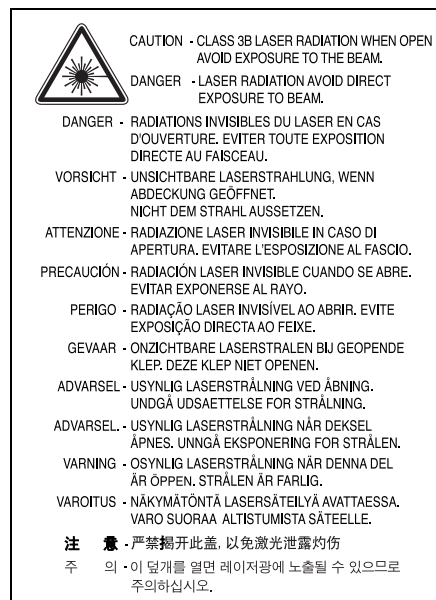 CAUTION - CLASS 3B LASER RADIATION WHEN OPEN
AVOID EXPOSURE TO THE BEAM.
DANGER - LASER RADIATION AVOID DIRECT
EXPOSURE TO BEAM.
DANGER - RADIATIONS INVISIBLES DU LASER EN CAS
D'OUVERTURE. EVITER TOUTE EXPOSITION
DIRECTE AU FAISCEAU.
VORSICHT - UNSICHTBARE LASERSTRAHLUNG, WENN
ABDECKUNG GEÖFFNET.
NICHT DEM STRAHL AUSSETZEN.
ATTENZIONE - RADIAZIONE LASER INVISIBILE IN CASO DI
APERTURA. EVITARE L'ESPOSIZIONE AL FASCIO.
PRECAUCIÓN - RADIACIÓN LASER INVISIBLE CUANDO SE ABRE.
EVITAR EXPONERSE AL RAYO.
PERIGO - RADIAÇÃO LASER INVISÍVEL AO ABRIR. EVITE
EXPOSIÇÃO DIRECTA AO FEIXE.
GEVAAR - ONZICHTBARE LASERSTRALEN BIJ GEOPENDE
KLEP. DEZE KLEP NIET OPENEN.
ADVARSEL - USYNLIG LASERSTRÅLNING VED ÅBNING.
UNDGÅ UDSAETTELSE FOR STRÅLNING.
ADVARSEL. - USYNLIG LASERSTRÅLNING NÅR DEKSEL
ÅPNES. UNNGÅ EKSPONERING FOR STRÅLEN.
VARNING - OSYNLIG LASERSTRÅLNING NÄR DENNA DEL
ÄR ÖPPEN. STRÅLEN ÄR FARLIG.
VAROITUS - NÄKYMÄTÖNTÄ LASERSÄTEILYÄ AVATTAESSA.
VARO SUORAA ALTISTUMISTA SÄTEELLE.
注 意 - 严禁揭开此盖, 以免激光泄露灼伤
주 의 - 이 덮개를 열면 레이저광에 노출될 수 있으므로
주의하십시오.